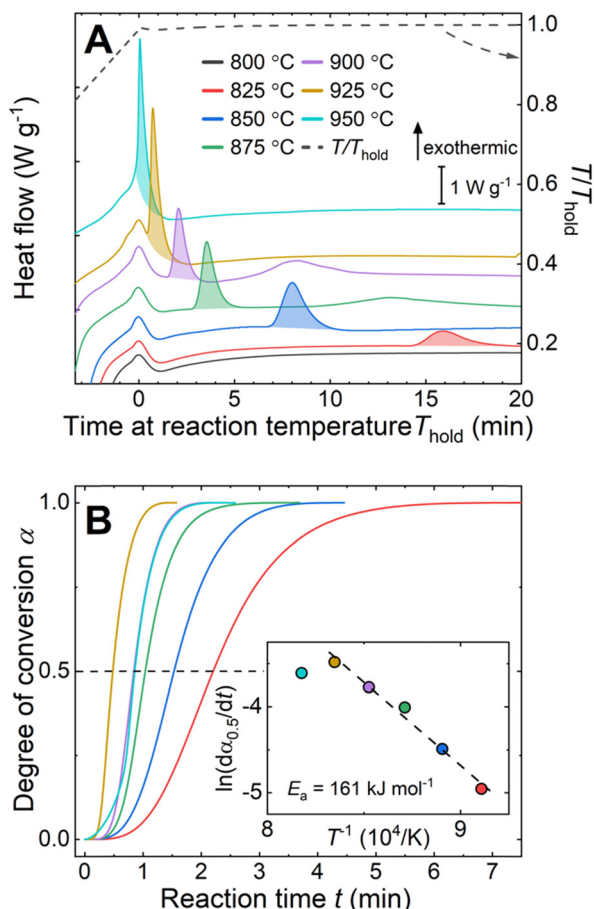 A
Heat flow (W g⁻¹)
800 °C
825 °C
850 °C
875 °C
900 °C
925 °C
950 °C
T/Thold
exothermic
1 W g⁻¹
1.0
0.8
0.6
0.4
0.2
T/Thold
0 5 10 15 20
Time at reaction temperature Thold (min)
B
Degree of conversion α
1.0
0.5
0.0
ln(dα0.5/dt)
-4
-5
Ea = 161 kJ mol⁻¹
8 9
T⁻¹ (10⁴/K)
0 1 2 3 4 5 6 7
Reaction time t (min)